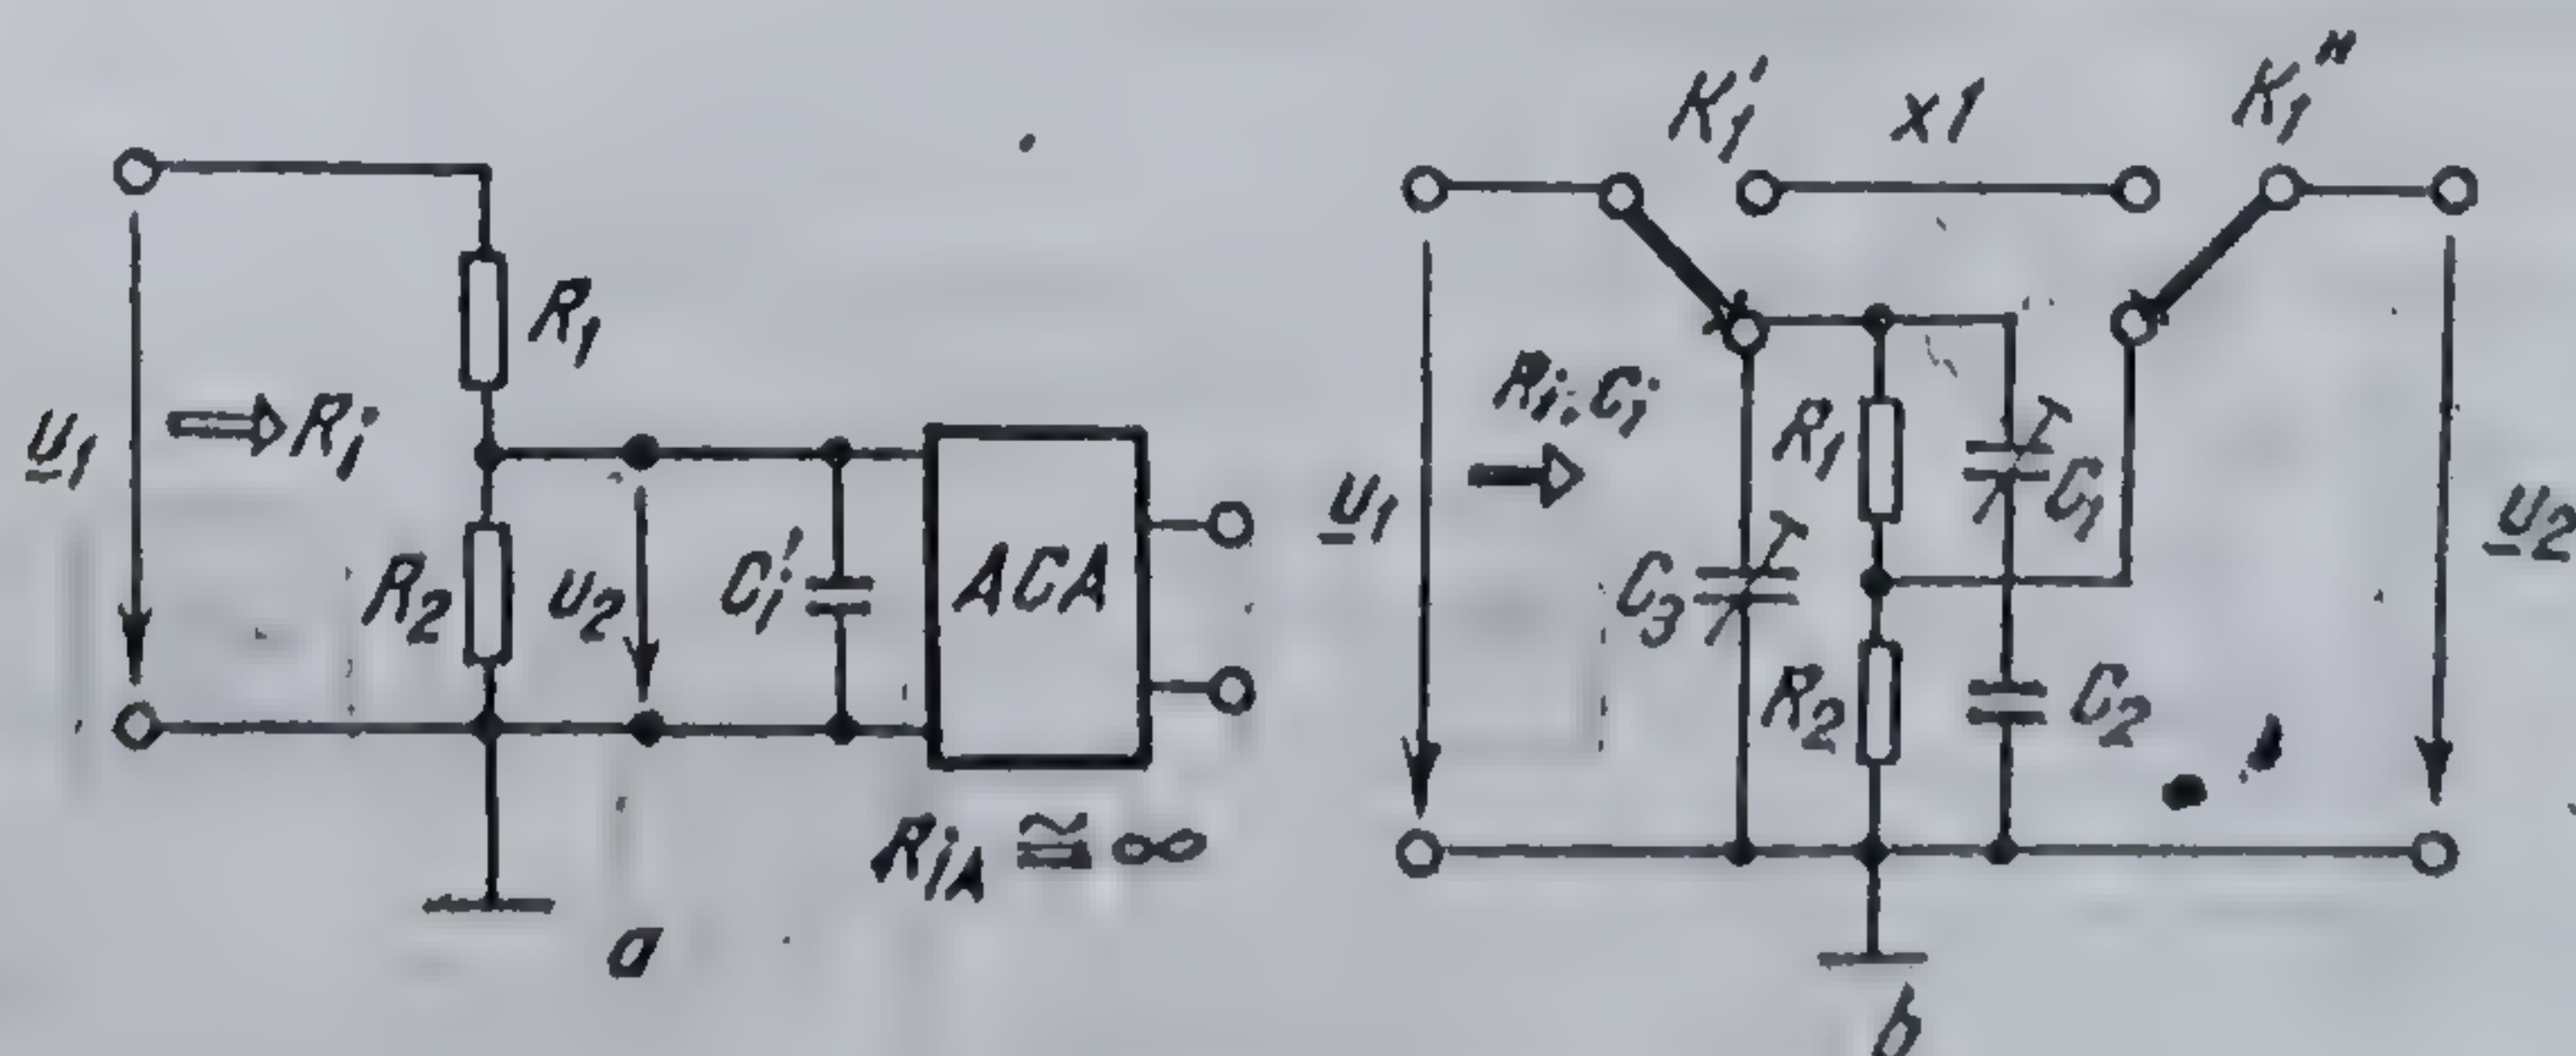 u1
Ri
R1
R2
u2
Ci'
ACA
RiA ≅ ∞
a
K1'
x1
K1"
u1
Ri; Ci
C3
R1
C1
R2
C2
u2
b